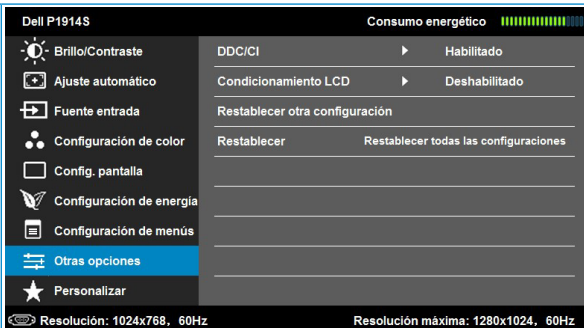 Dell P1914S Consumo energético
Brillo/Contraste DDC/CI Habilitado
Ajuste automático Condicionamiento LCD Deshabilitado
Fuente entrada Restablecer otra configuración
Configuración de color Restablecer Restablecer todas las configuraciones
Config. pantalla
Configuración de energía
Configuración de menús
Otras opciones
Personalizar
Resolución: 1024x768, 60Hz Resolución máxima: 1280x1024, 60Hz